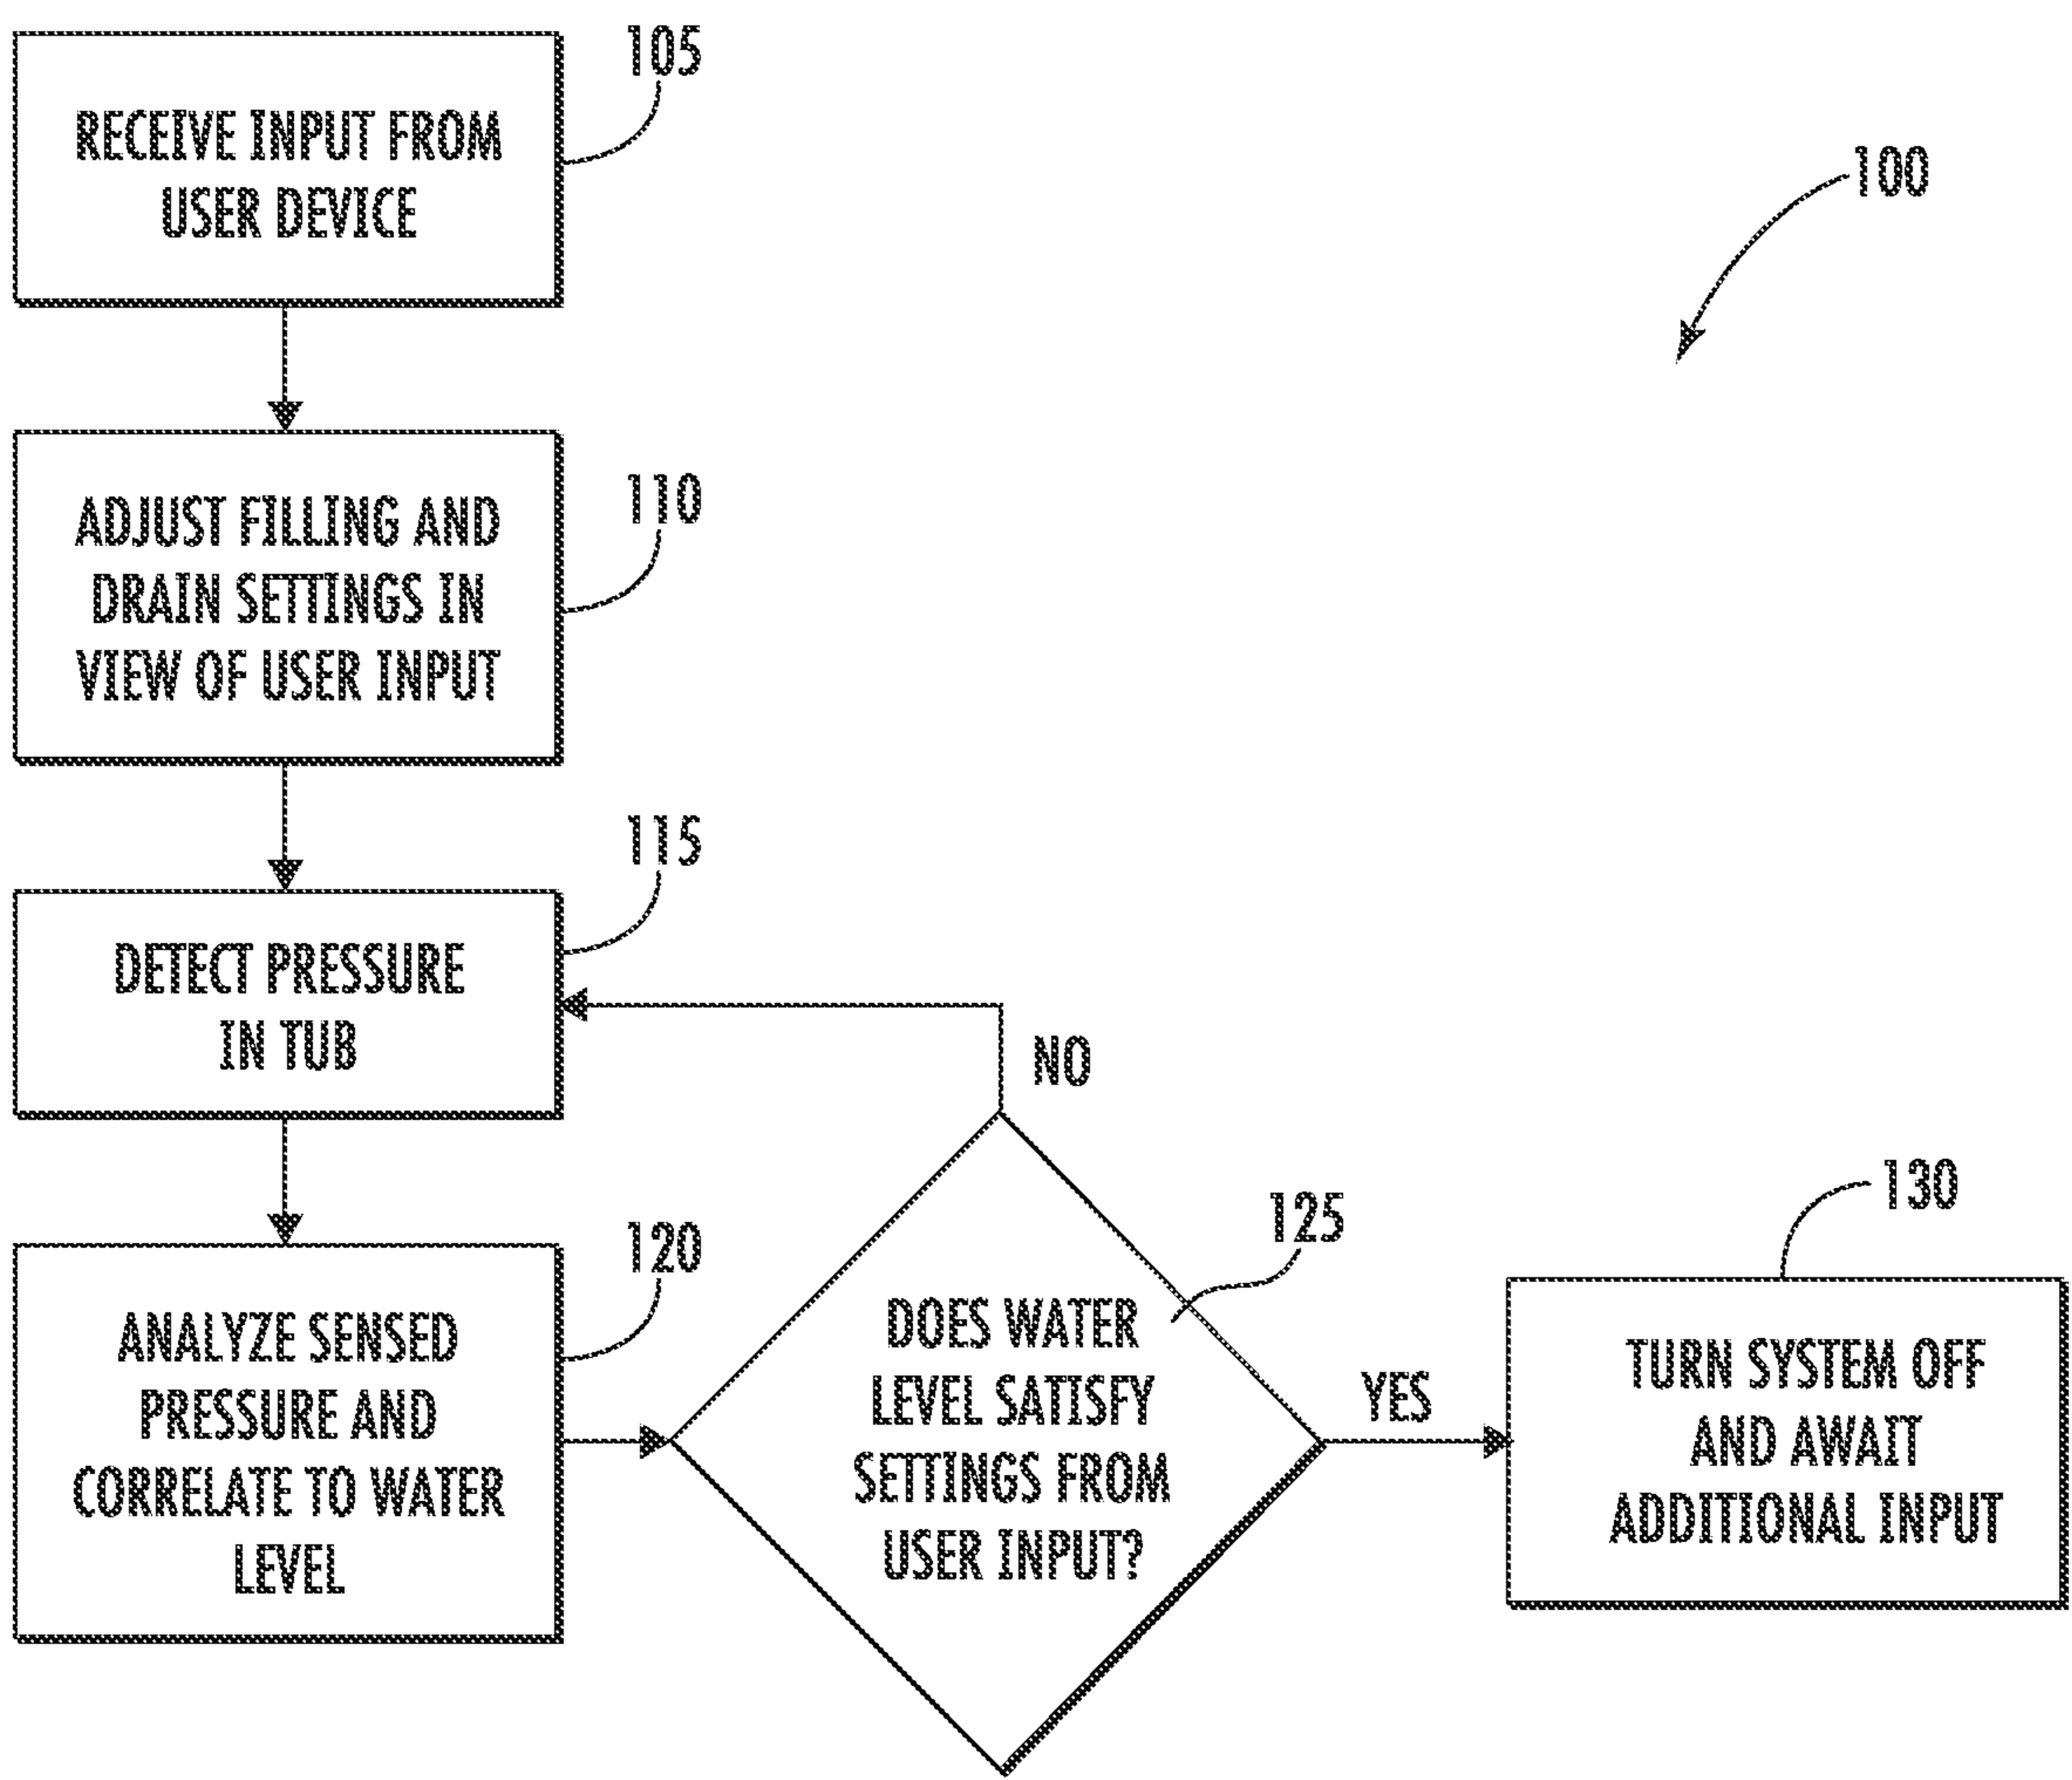 105
RECEIVE INPUT FROM
USER DEVICE
100
110
ADJUST FILLING AND
DRAIN SETTINGS IN
VIEW OF USER INPUT
115
DETECT PRESSURE
IN TUB
NO
120
ANALYZE SENSED
PRESSURE AND
CORRELATE TO WATER
LEVEL
125
DOES WATER
LEVEL SATISFY
SETTINGS FROM
USER INPUT?
YES
130
TURN SYSTEM OFF
AND AWAIT
ADDITIONAL INPUT